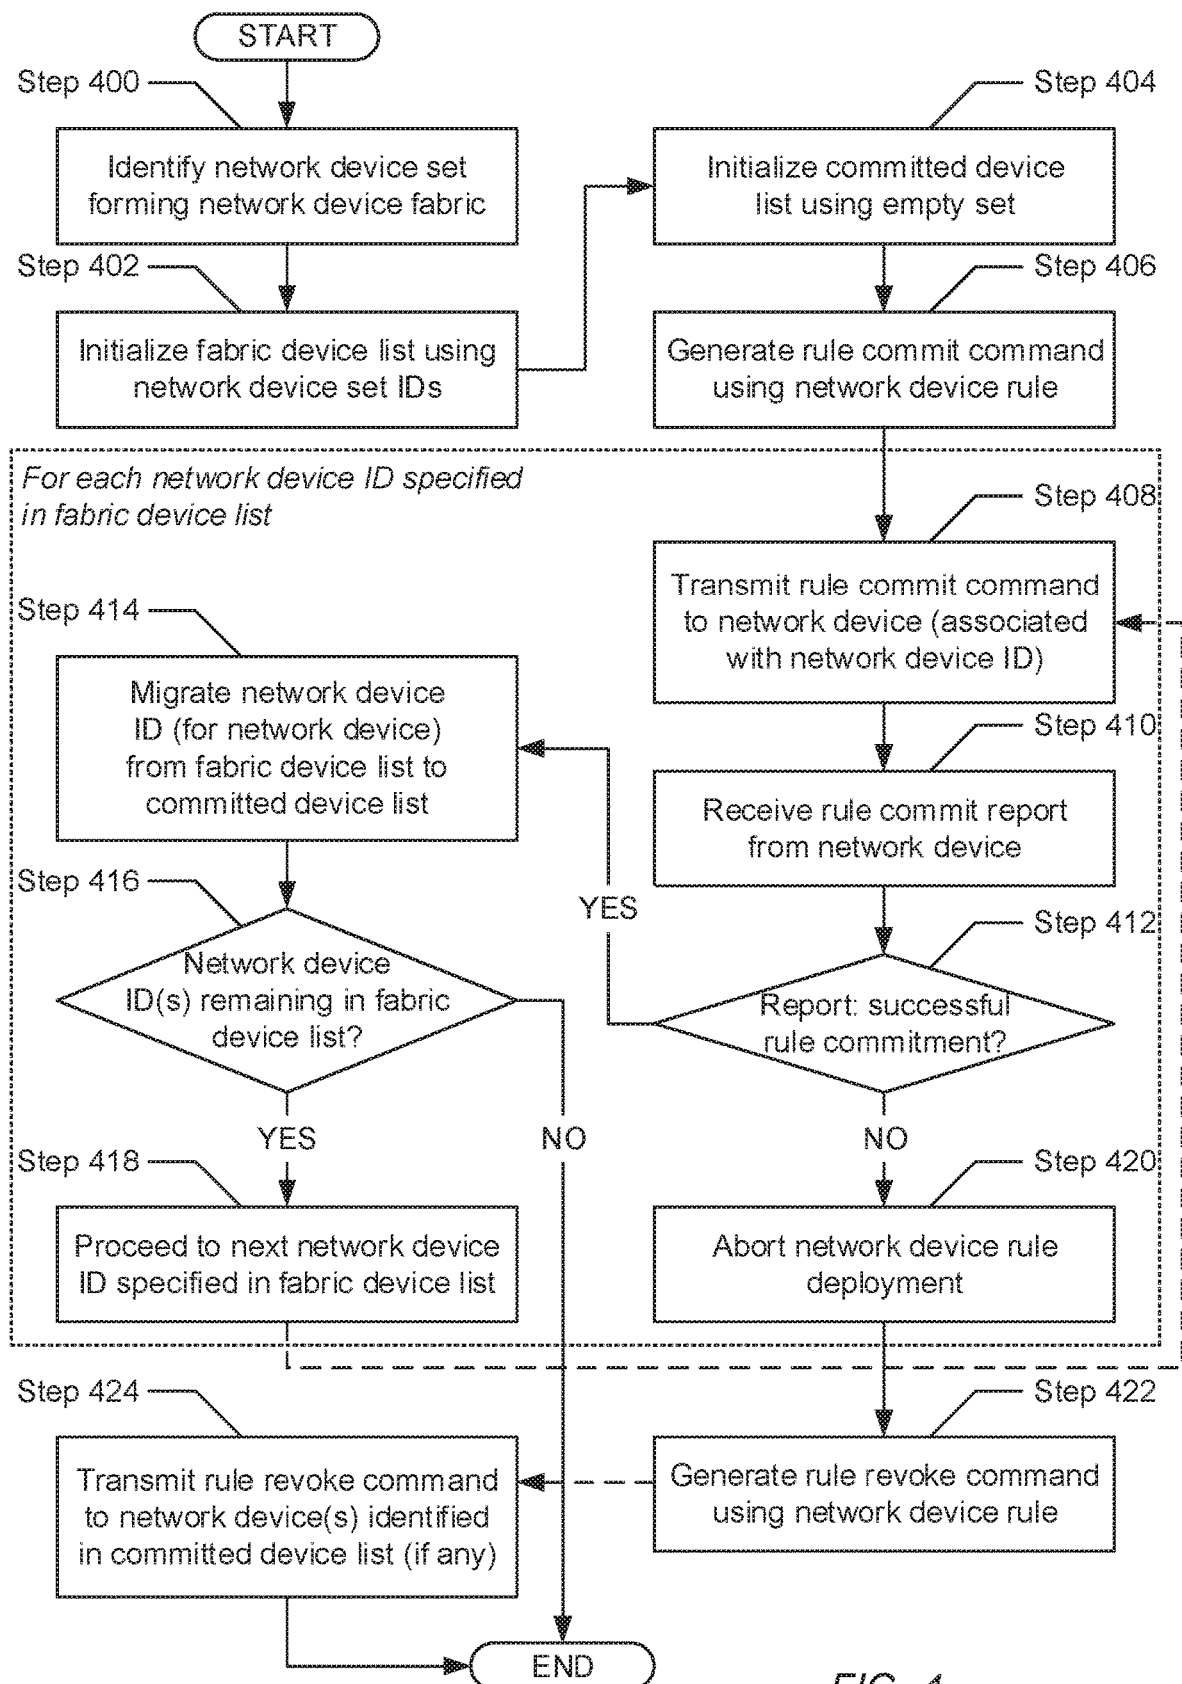 START
Step 400
Identify network device set
forming network device fabric
Step 402
Initialize fabric device list using
network device set IDs
Step 404
Initialize committed device
list using empty set
Step 406
Generate rule commit command
using network device rule
For each network device ID specified
in fabric device list
Step 408
Transmit rule commit command
to network device (associated
with network device ID)
Step 410
Receive rule commit report
from network device
Step 412
Report: successful
rule commitment?
YES
NO
Step 414
Migrate network device
ID (for network device)
from fabric device list to
committed device list
Step 416
Network device
ID(s) remaining in fabric
device list?
YES
NO
Step 418
Proceed to next network device
ID specified in fabric device list
Step 420
Abort network device rule
deployment
Step 422
Generate rule revoke command
using network device rule
Step 424
Transmit rule revoke command
to network device(s) identified
in committed device list (if any)
END